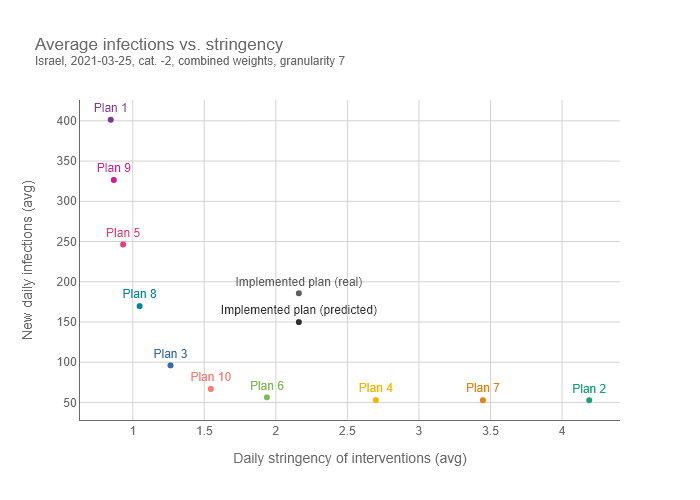 Average infections vs. stringency
Israel, 2021-03-25, cat. -2, combined weights, granularity 7
Plan 1
400
Plan 9
350
300
Plan 5
250
Implemented plan (real)
200
Plan 8
Implemented plan (predicted)
150
Plan 3
100
Plan 10
Plan 6
Plan 4
Plan 7
Plan 2
50
1
1.5
2
2.5
3
3.5
4
New daily infections (avg)
Daily stringency of interventions (avg)